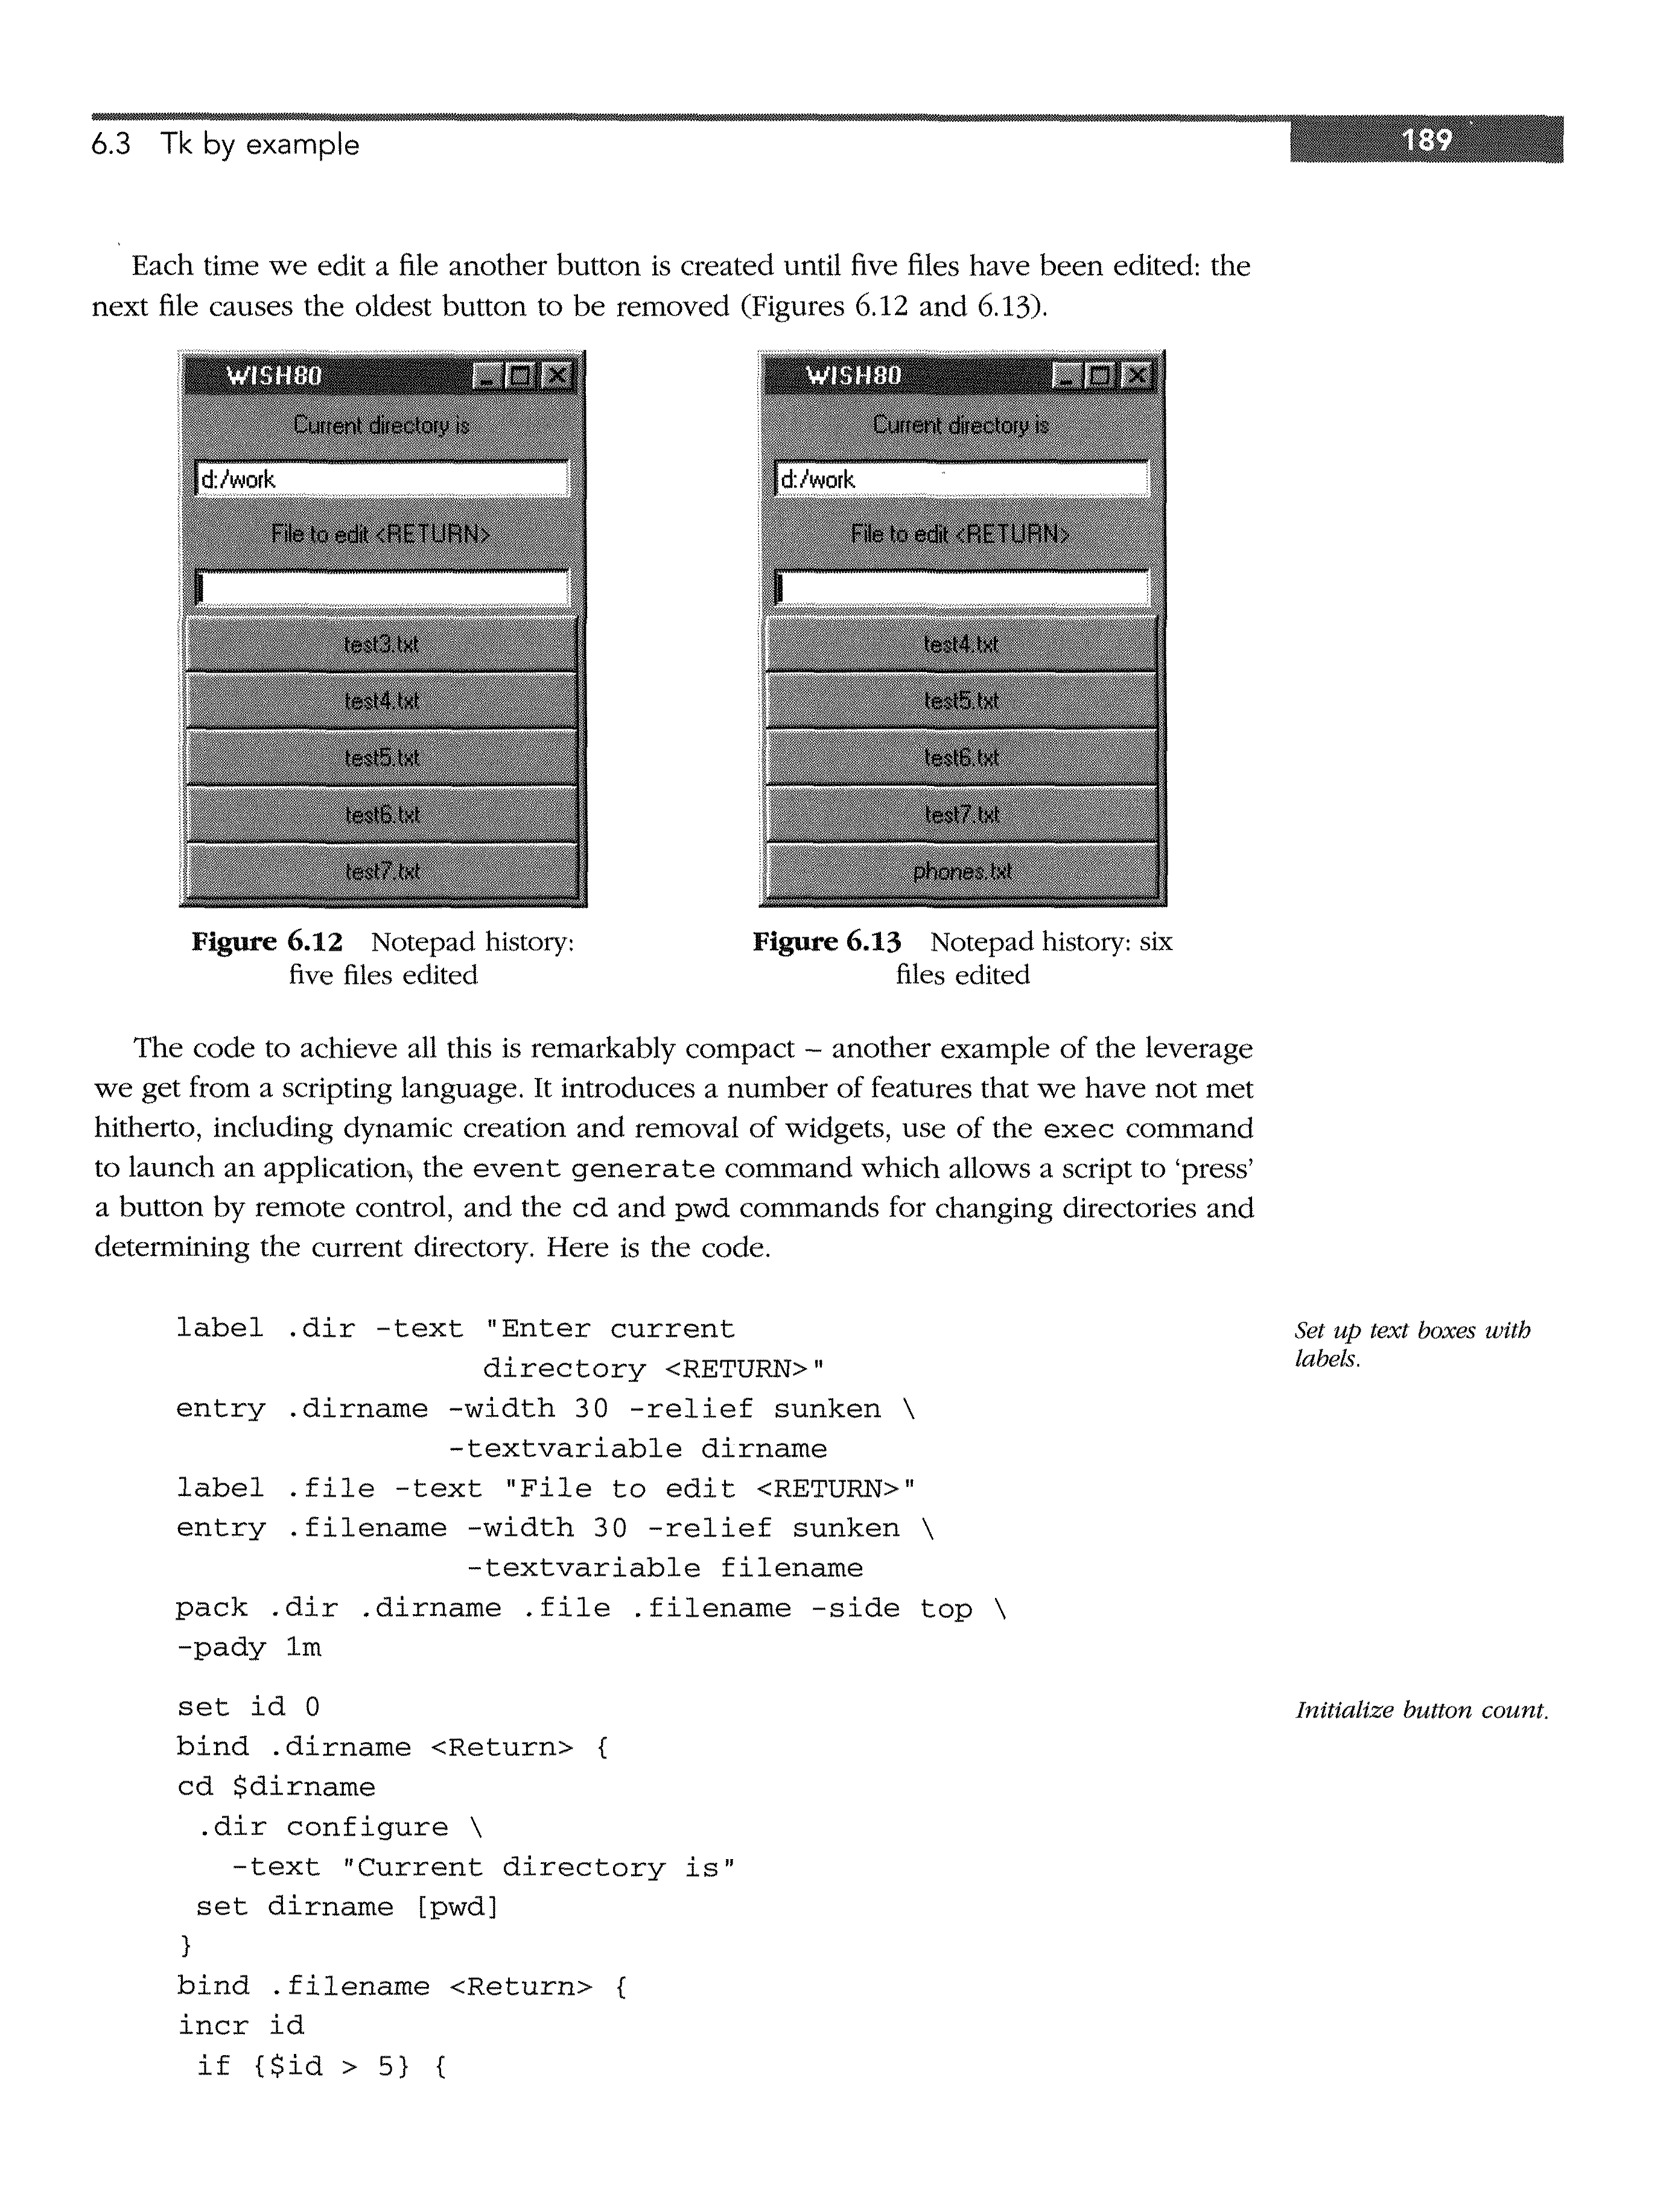 6.3 Tk by example
189
Each time we edit a file another button is created until five files have been edited: the
next file causes the oldest button to be removed (Figures 6.12 and 6.13).
WISH80
Current directory is
d:/work
File to edit <RETURN>
test3.txt
test4.txt
test5.txt
test6.txt
test7.txt
Figure 6.12 Notepad history:
five files edited
WISH80
Current directory is
d:/work
File to edit <RETURN>
test4.txt
test5.txt
test6.txt
test7.txt
phones.txt
Figure 6.13 Notepad history: six
files edited
The code to achieve all this is remarkably compact – another example of the leverage
we get from a scripting language. It introduces a number of features that we have not met
hitherto, including dynamic creation and removal of widgets, use of the exec command
to launch an application, the event generate command which allows a script to ‘press’
a button by remote control, and the cd and pwd commands for changing directories and
determining the current directory. Here is the code.
label .dir -text "Enter current
directory <RETURN>"
entry .dirname -width 30 -relief sunken \
-textvariable dirname
label .file -text "File to edit <RETURN>"
entry .filename -width 30 -relief sunken \
-textvariable filename
pack .dir .dirname .file .filename -side top \
-pady 1m
Set up text boxes with
labels.
set id 0
Initialize button count.
bind .dirname <Return> {
cd $dirname
.dir configure \
-text "Current directory is"
set dirname [pwd]
}
bind .filename <Return> {
incr id
if {$id > 5} {